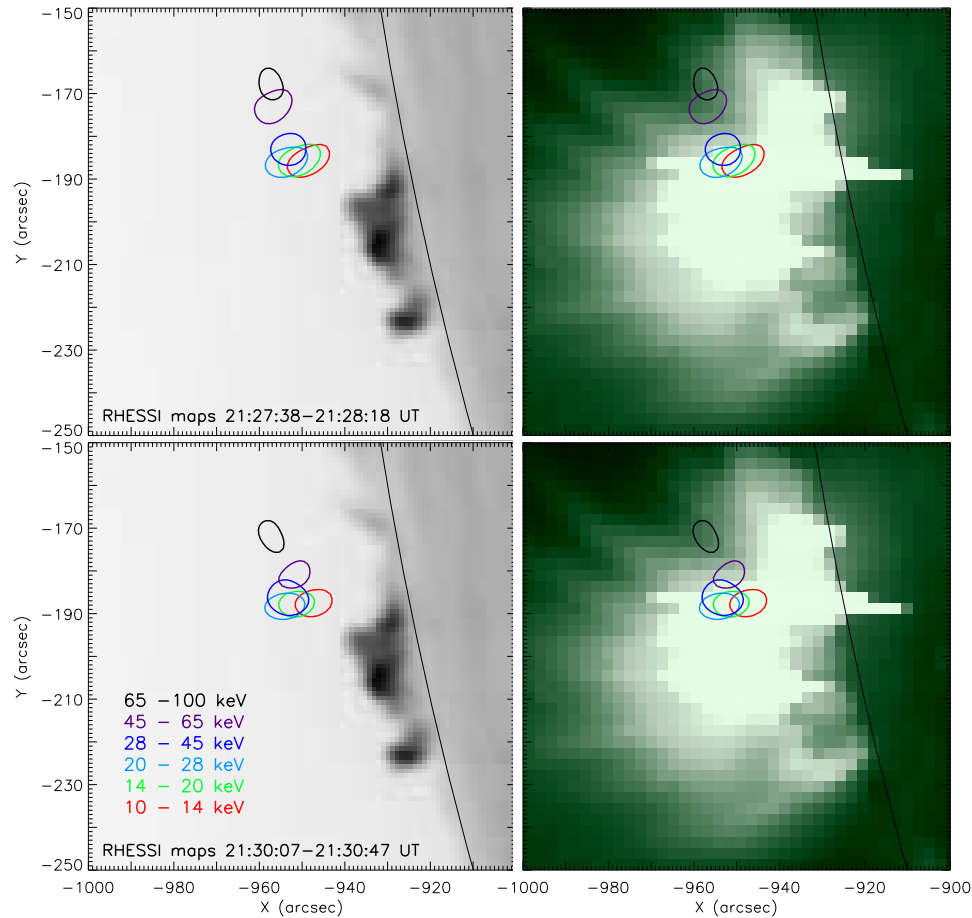 −150
−170
−190
−210
−230
−250
Y (arcsec)
RHESSI maps 21:27:38−21:28:18 UT
−150
−170
−190
−210
−230
−250
Y (arcsec)
65 −100 keV
45 − 65 keV
28 − 45 keV
20 − 28 keV
14 − 20 keV
10 − 14 keV
RHESSI maps 21:30:07−21:30:47 UT
−1000 −980 −960 −940 −920 −1000 −980 −960 −940 −920 −900
X (arcsec) X (arcsec)